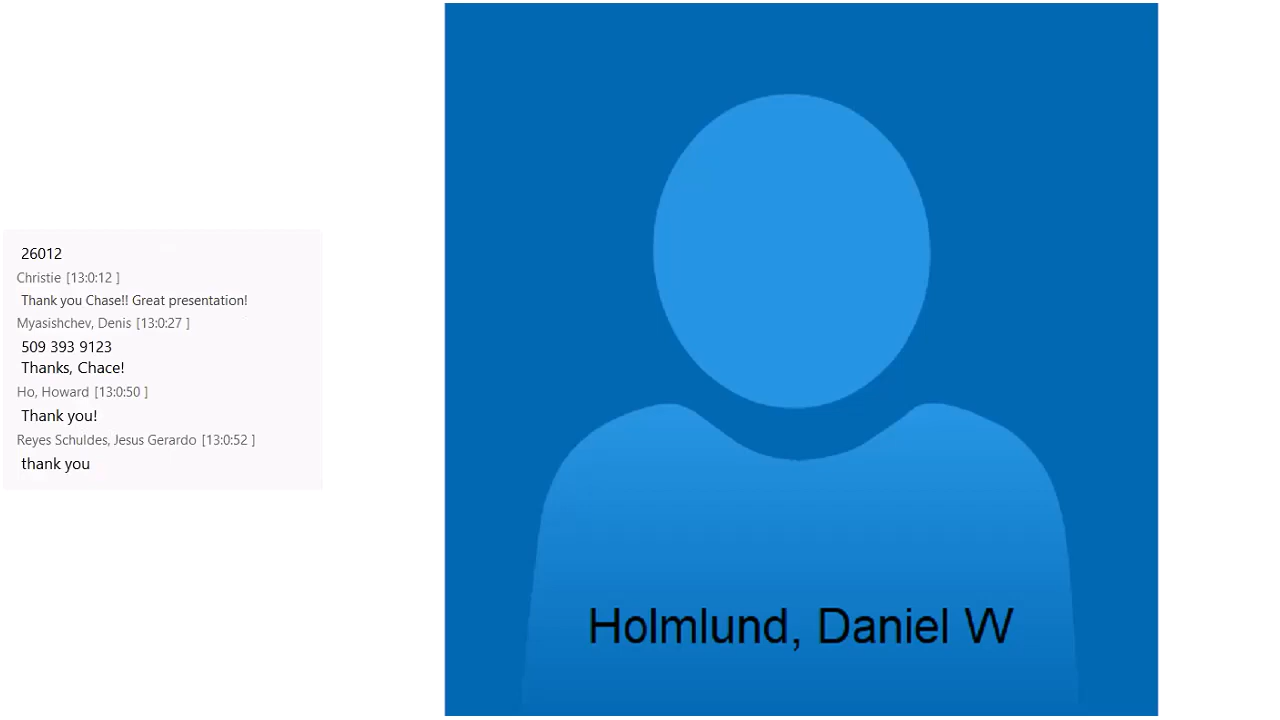 26012
Christie [13:0:12 ]
Thank you Chase!! Great presentation!
Myasishchev, Denis [13:0:27 ]
509 393 9123
Thanks, Chace!
Ho, Howard [13:0:50 ]
Thank you!
Reyes Schuldes, Jesus Gerardo [13:0:52 ]
thank you
Holmlund, Daniel W